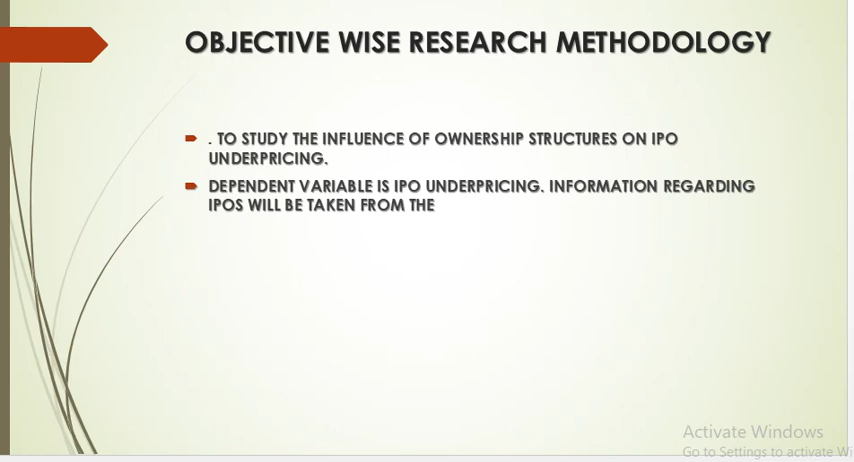 OBJECTIVE WISE RESEARCH METHODOLOGY
. TO STUDY THE INFLUENCE OF OWNERSHIP STRUCTURES ON IPO
UNDERPRICING.
DEPENDENT VARIABLE IS IPO UNDERPRICING. INFORMATION REGARDING
IPOS WILL BE TAKEN FROM THE
Activate Windows
Go to Settings to activate Wi